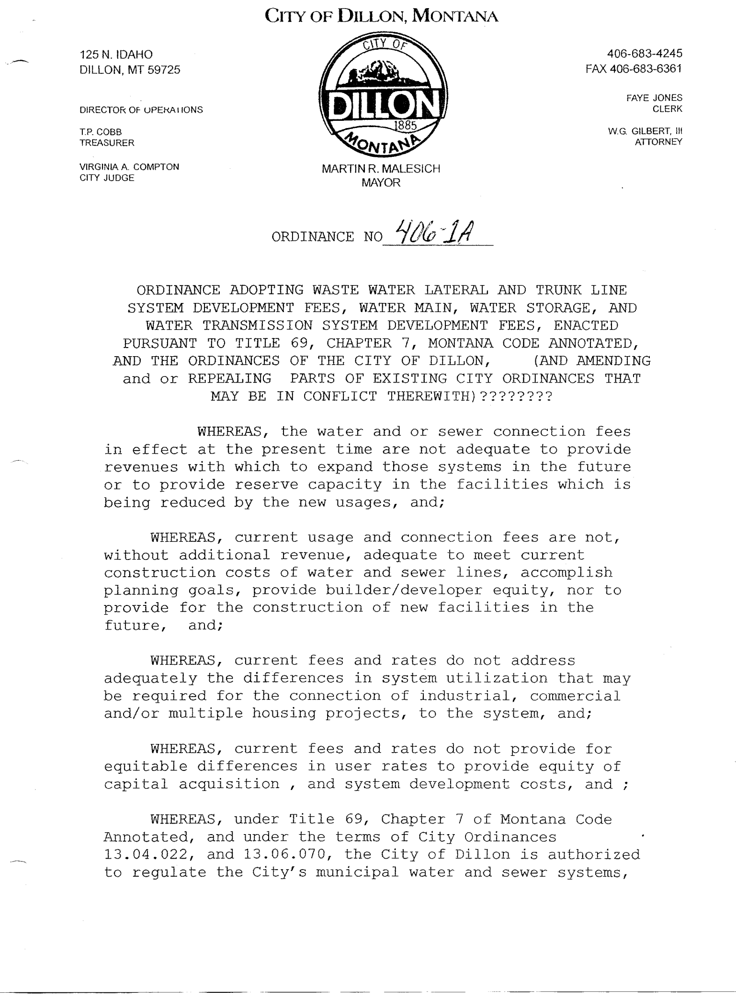 CITY OF DILLON, MONTANA
125 N. IDAHO
DILLON, MT 59725
DIRECTOR OF OPERATIONS
T.P. COBB
TREASURER
VIRGINIA A. COMPTON
CITY JUDGE
CITY OF
DILLON
1885
MONTANA
MARTIN R. MALESICH
MAYOR
406-683-4245
FAX 406-683-6361
FAYE JONES
CLERK
W.G. GILBERT, III
ATTORNEY
ORDINANCE NO 406-1A
ORDINANCE ADOPTING WASTE WATER LATERAL AND TRUNK LINE
SYSTEM DEVELOPMENT FEES, WATER MAIN, WATER STORAGE, AND
WATER TRANSMISSION SYSTEM DEVELOPMENT FEES, ENACTED
PURSUANT TO TITLE 69, CHAPTER 7, MONTANA CODE ANNOTATED,
AND THE ORDINANCES OF THE CITY OF DILLON, (AND AMENDING
and or REPEALING PARTS OF EXISTING CITY ORDINANCES THAT
MAY BE IN CONFLICT THEREWITH)????????
WHEREAS, the water and or sewer connection fees
in effect at the present time are not adequate to provide
revenues with which to expand those systems in the future
or to provide reserve capacity in the facilities which is
being reduced by the new usages, and;
WHEREAS, current usage and connection fees are not,
without additional revenue, adequate to meet current
construction costs of water and sewer lines, accomplish
planning goals, provide builder/developer equity, nor to
provide for the construction of new facilities in the
future, and;
WHEREAS, current fees and rates do not address
adequately the differences in system utilization that may
be required for the connection of industrial, commercial
and/or multiple housing projects, to the system, and;
WHEREAS, current fees and rates do not provide for
equitable differences in user rates to provide equity of
capital acquisition , and system development costs, and ;
WHEREAS, under Title 69, Chapter 7 of Montana Code
Annotated, and under the terms of City Ordinances
13.04.022, and 13.06.070, the City of Dillon is authorized
to regulate the City's municipal water and sewer systems,